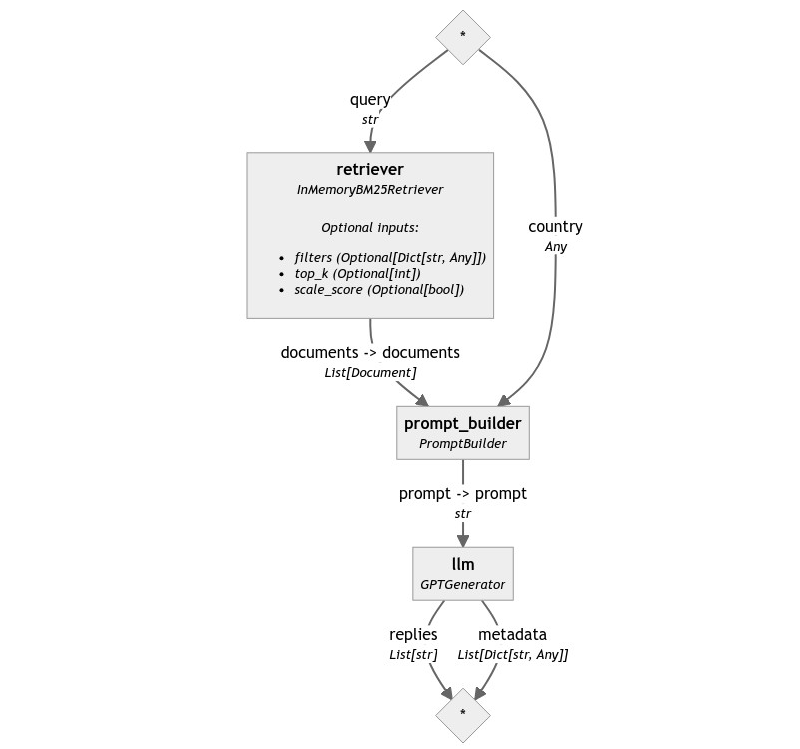 *
query
str
retriever
InMemoryBM25Retriever
Optional inputs:
• filters (Optional[Dict[str, Any]])
• top_k (Optional[int])
• scale_score (Optional[bool])
country
Any
documents -> documents
List[Document]
prompt_builder
PromptBuilder
prompt -> prompt
str
llm
GPTGenerator
replies
List[str]
metadata
List[Dict[str, Any]]
*